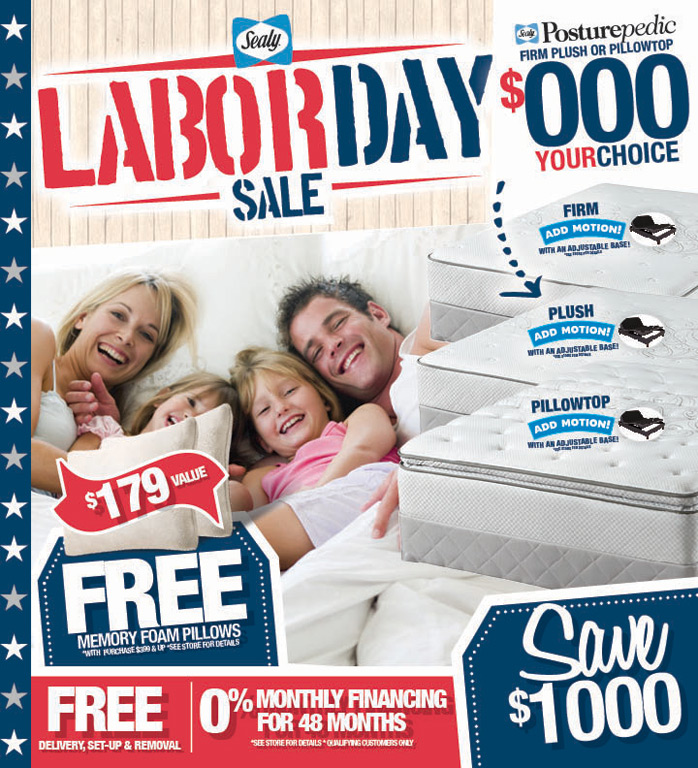 Sealy
LABOR DAY
SALE
Sealy Posturepedic
FIRM PLUSH OR PILLOWTOP
$000
YOURCHOICE
FIRM
ADD MOTION!
WITH AN ADJUSTABLE BASE!
PLUSH
ADD MOTION!
WITH AN ADJUSTABLE BASE!
PILLOWTOP
ADD MOTION!
WITH AN ADJUSTABLE BASE!
$179 VALUE
FREE
MEMORY FOAM PILLOWS
*WITH PURCHASE $399 & UP *SEE STORE FOR DETAILS
Save
$1000
FREE
DELIVERY, SET-UP & REMOVAL
0% MONTHLY FINANCING
FOR 48 MONTHS
*SEE STORE FOR DETAILS * QUALIFYING CUSTOMERS ONLY